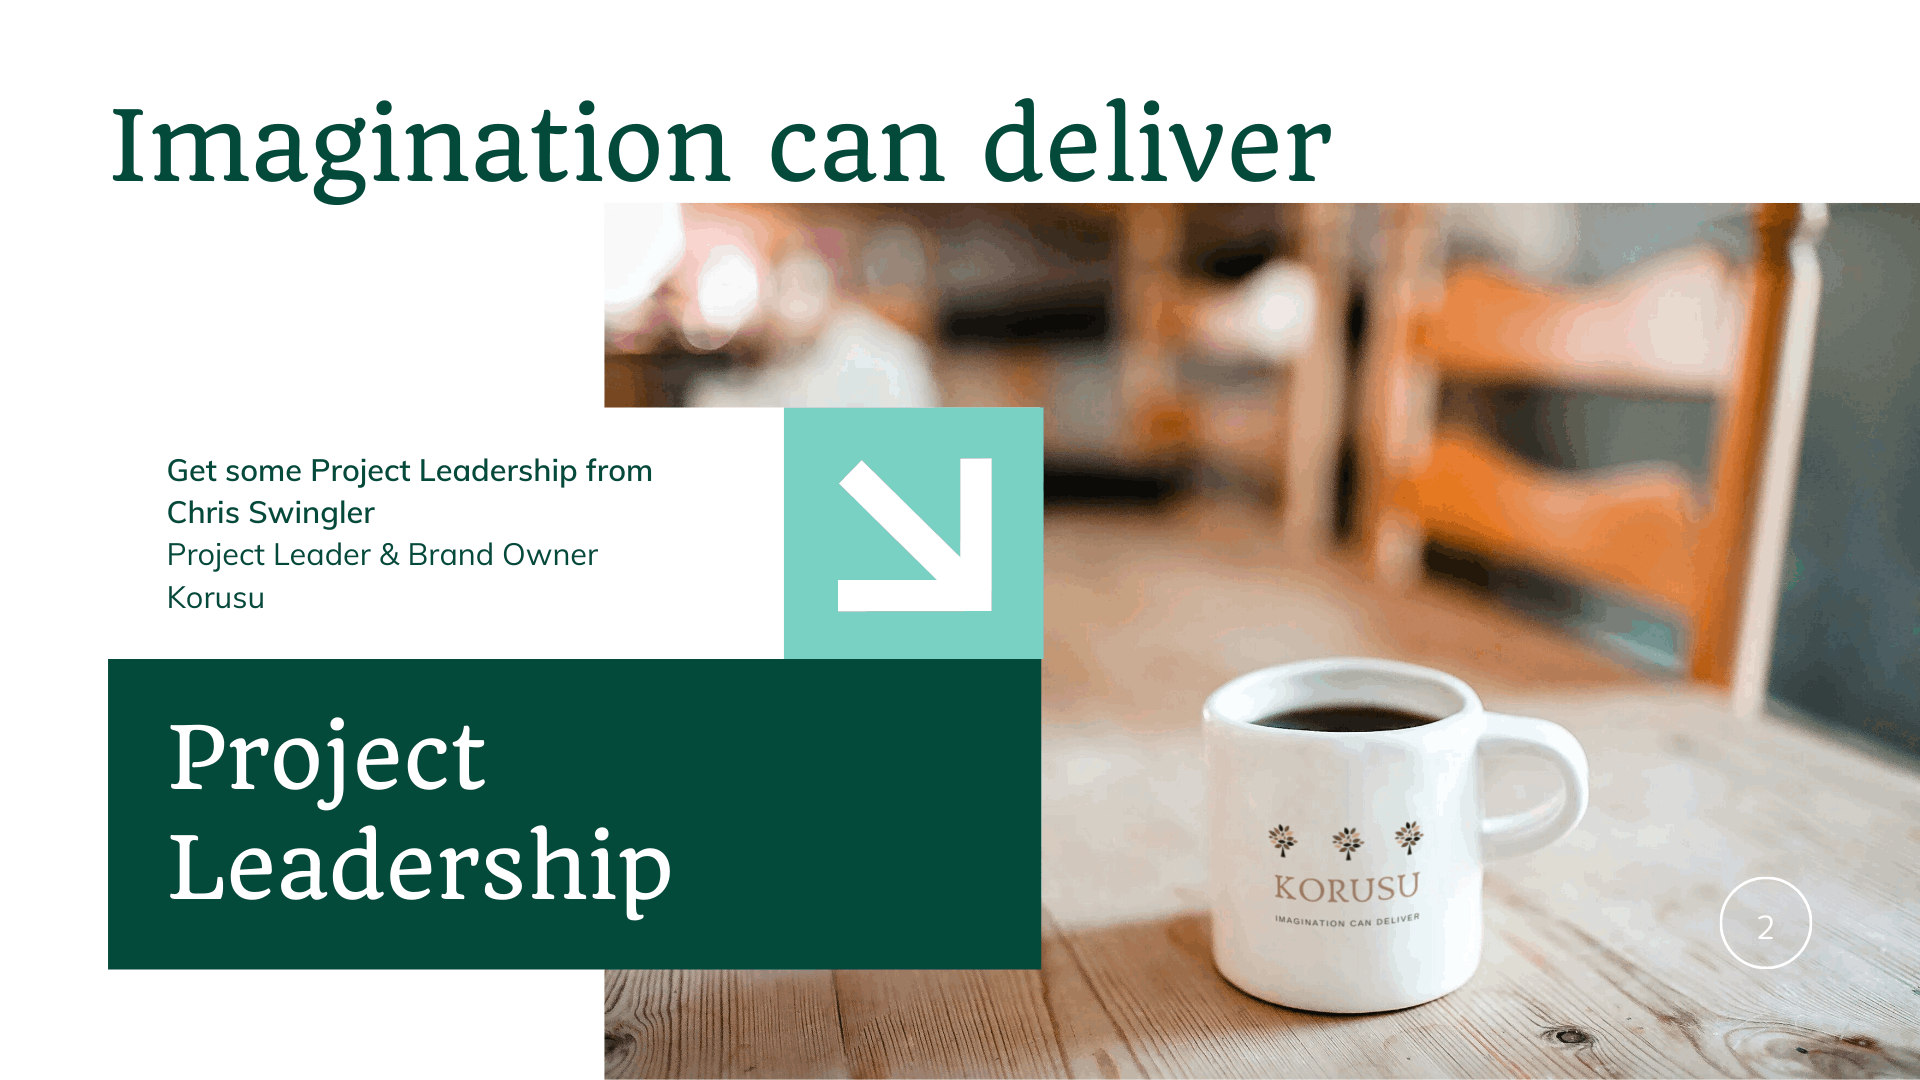 Imagination can deliver
Get some Project Leadership from
Chris Swingler
Project Leader & Brand Owner
Korusu
Project
Leadership
KORUSU
IMAGINATION CAN DELIVER
2